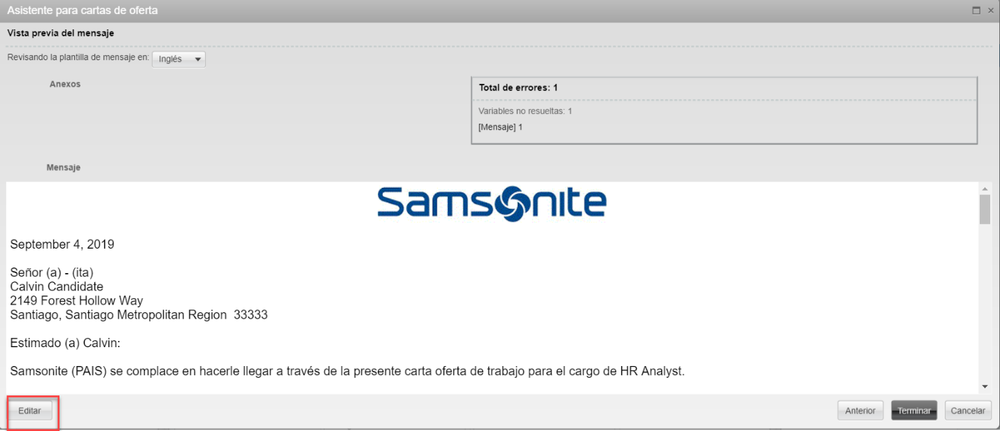 Asistente para cartas de oferta
Vista previa del mensaje
Revisando la plantilla de mensaje en: Inglés
Anexos
Total de errores: 1
Variables no resueltas: 1
[Mensaje] 1
Mensaje
Samsonite
September 4, 2019
Señor (a) - (ita)
Calvin Candidate
2149 Forest Hollow Way
Santiago, Santiago Metropolitan Region 33333
Estimado (a) Calvin:
Samsonite (PAIS) se complace en hacerle llegar a través de la presente carta oferta de trabajo para el cargo de HR Analyst.
Editar Anterior Terminar Cancelar